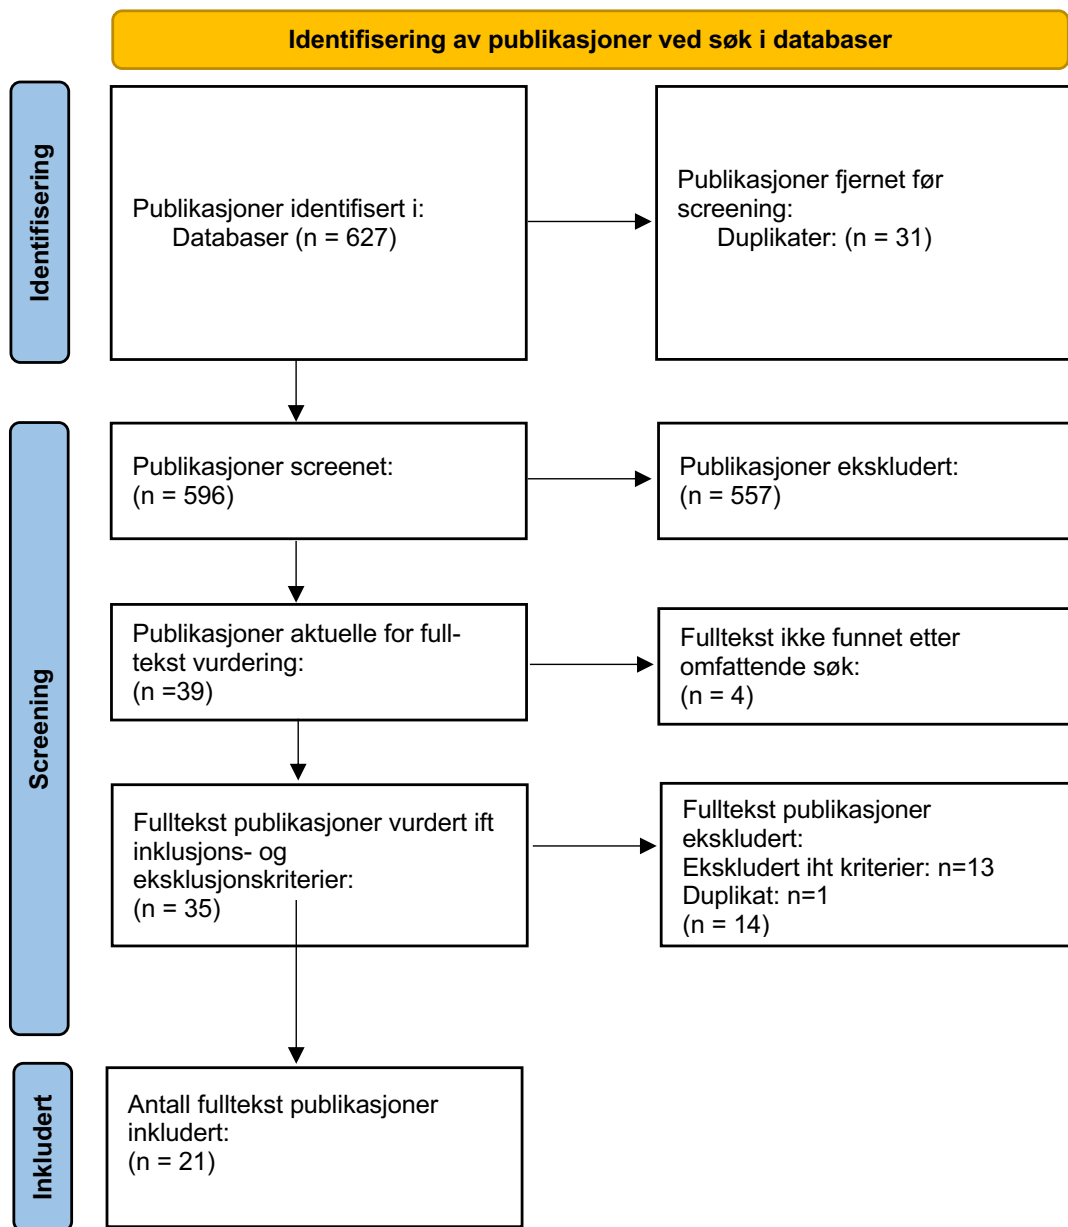 Identifisering av publikasjoner ved søk i databaser
Identifisering
Publikasjoner identifisert i:
Databaser (n = 627)
Publikasjoner fjernet før
screening:
Duplikater: (n = 31)
Screening
Publikasjoner screenet:
(n = 596)
Publikasjoner ekskludert:
(n = 557)
Publikasjoner aktuelle for full-
tekst vurdering:
(n =39)
Fulltekst ikke funnet etter
omfattende søk:
(n = 4)
Fulltekst publikasjoner vurdert ift
inklusjons- og
eksklusjonskriterier:
(n = 35)
Fulltekst publikasjoner
ekskludert:
Ekskludert iht kriterier: n=13
Duplikat: n=1
(n = 14)
Inkludert
Antall fulltekst publikasjoner
inkludert:
(n = 21)